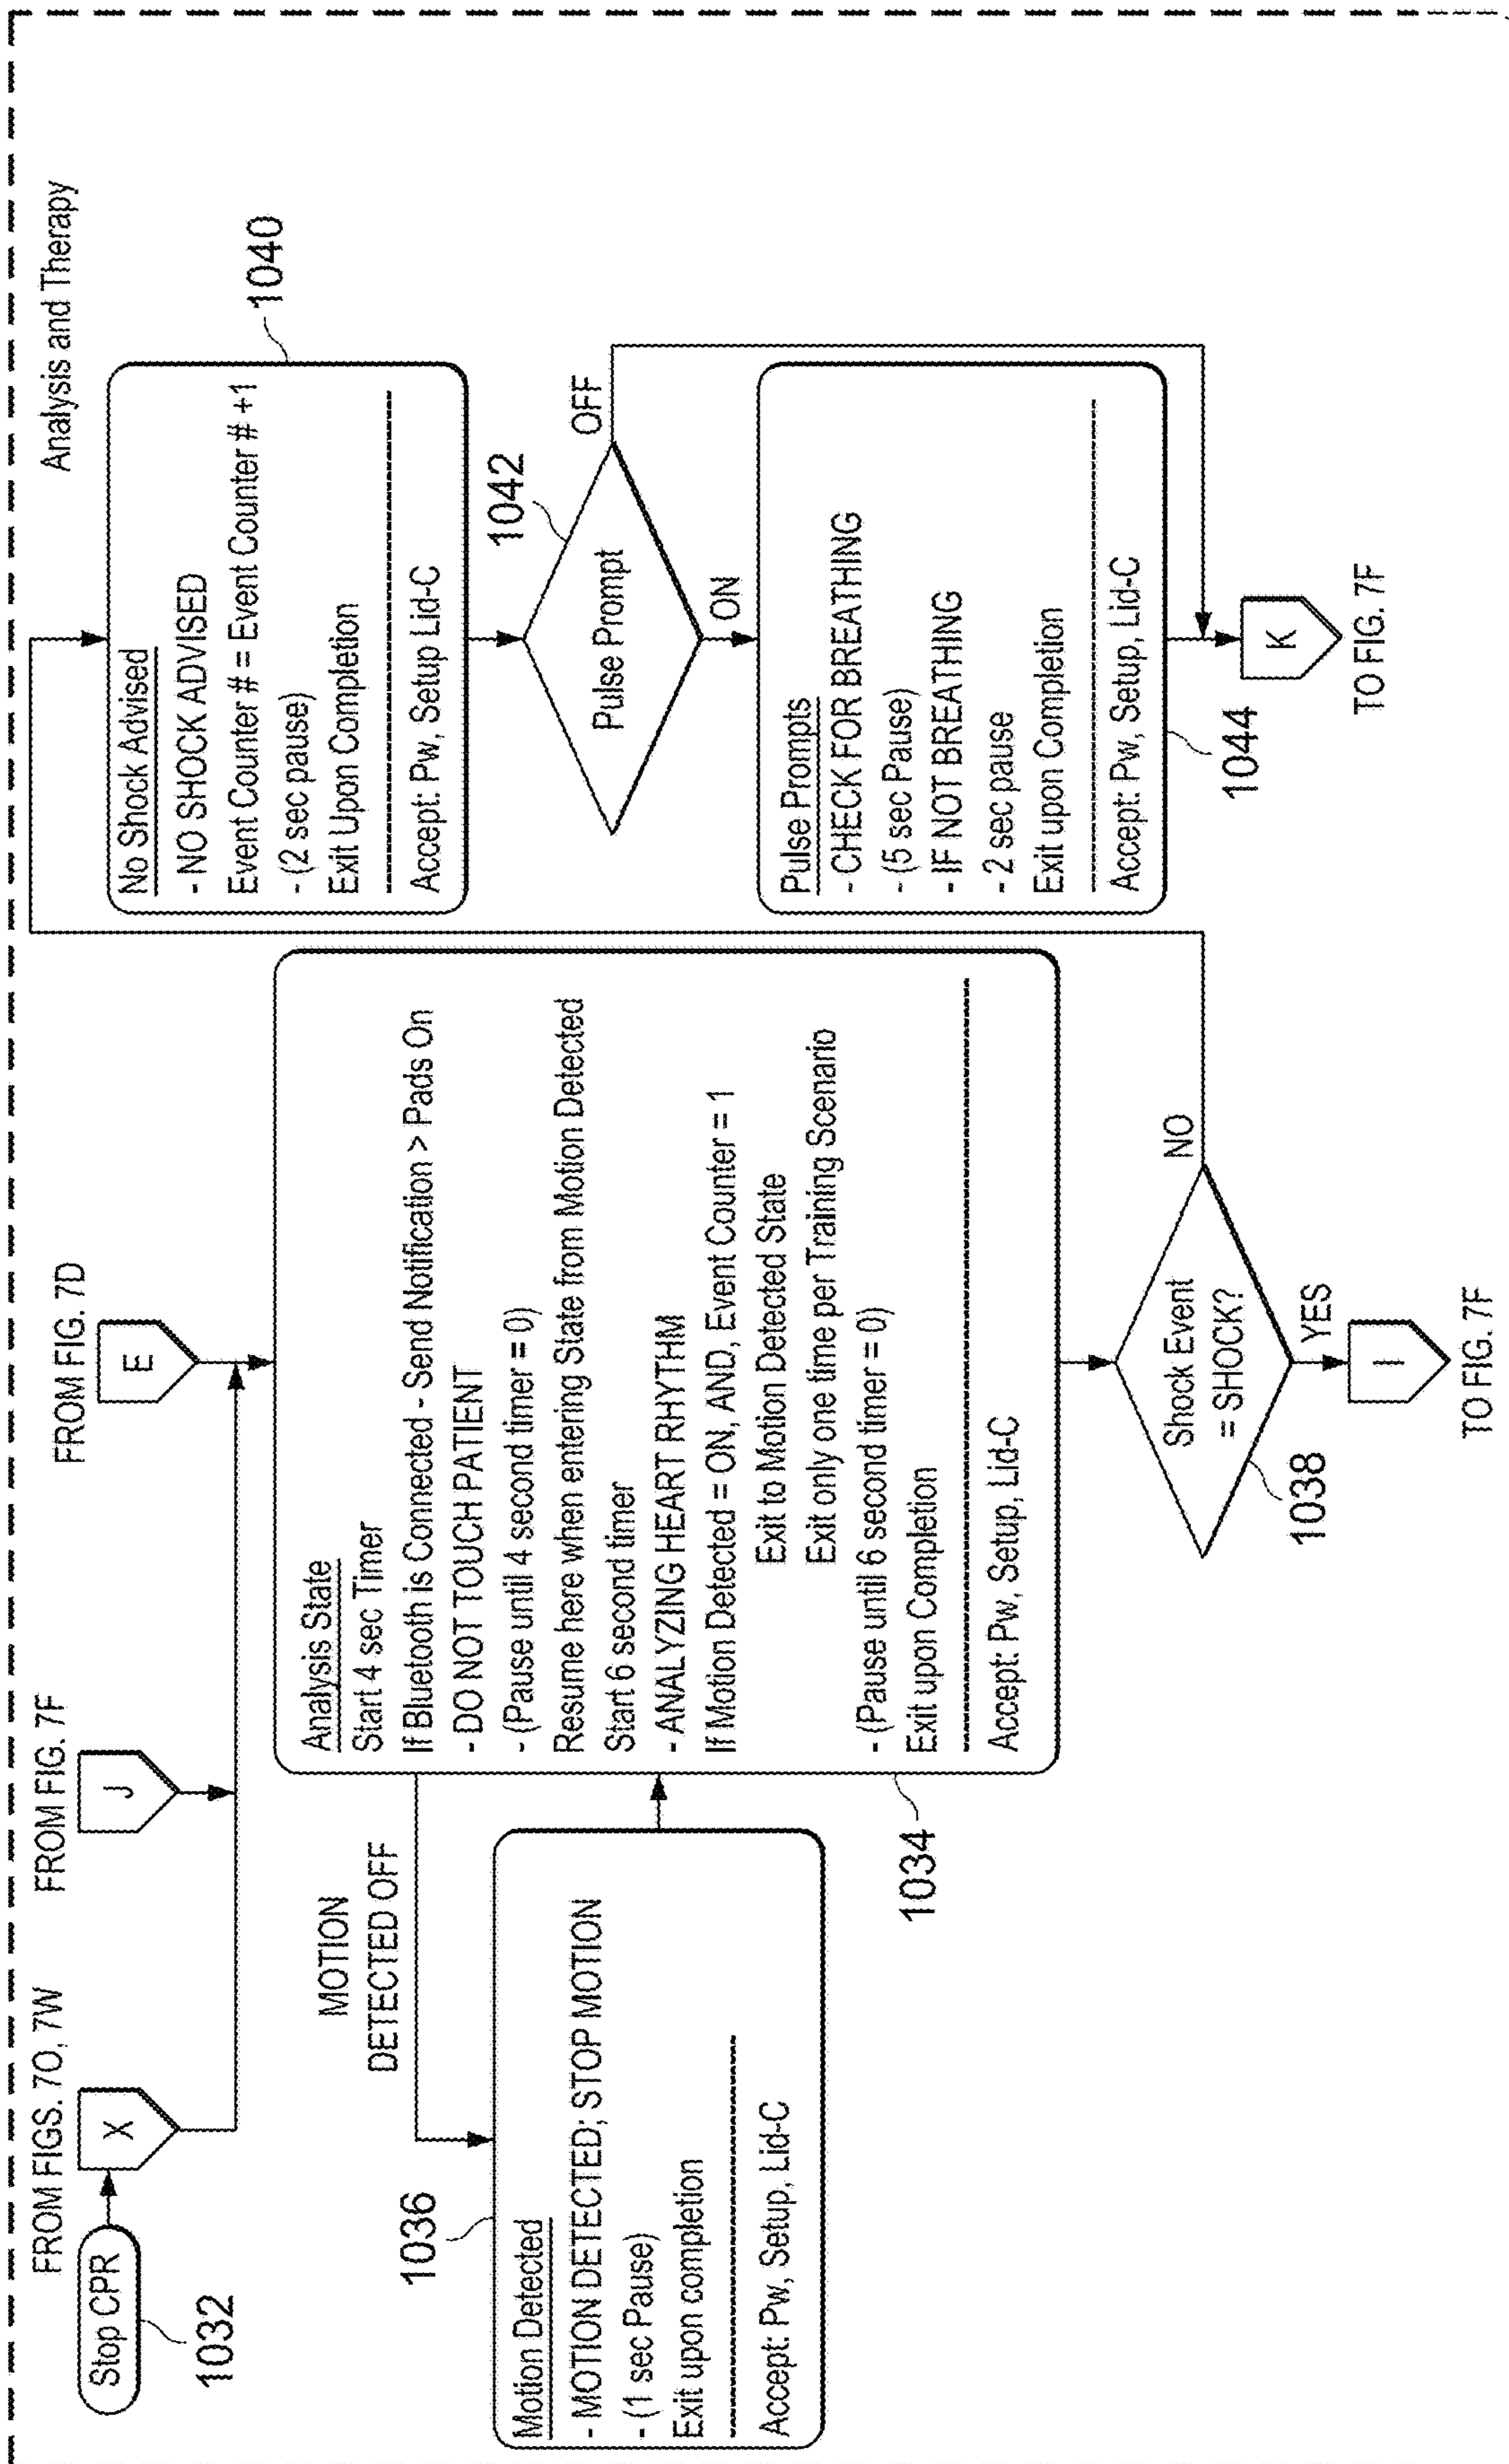 Analysis and Therapy
FROM FIGS. 7O, 7W
FROM FIG. 7F
FROM FIG. 7D
Stop CPR
1032
X
J
E
MOTION
DETECTED OFF
1036
Motion Detected
- MOTION DETECTED; STOP MOTION
- (1 sec Pause)
Exit upon completion
Accept: Pw, Setup, Lid-C
Analysis State
Start 4 sec Timer
If Bluetooth is Connected - Send Notification > Pads On
- DO NOT TOUCH PATIENT
- (Pause until 4 second timer = 0)
Resume here when entering State from Motion Detected
Start 6 second timer
- ANALYZING HEART RHYTHM
If Motion Detected = ON, AND, Event Counter = 1
Exit to Motion Detected State
Exit only one time per Training Scenario
- (Pause until 6 second timer = 0)
Exit upon Completion
Accept: Pw, Setup, Lid-C
1034
Shock Event
= SHOCK?
1038
NO
YES
I
TO FIG. 7F
No Shock Advised
- NO SHOCK ADVISED
Event Counter # = Event Counter # +1
- (2 sec pause)
Exit Upon Completion
Accept: Pw, Setup Lid-C
1040
Pulse Prompt
1042
OFF
ON
Pulse Prompts
- CHECK FOR BREATHING
- (5 sec Pause)
- IF NOT BREATHING
- 2 sec pause
Exit upon Completion
Accept: Pw, Setup, Lid-C
1044
K
TO FIG. 7F